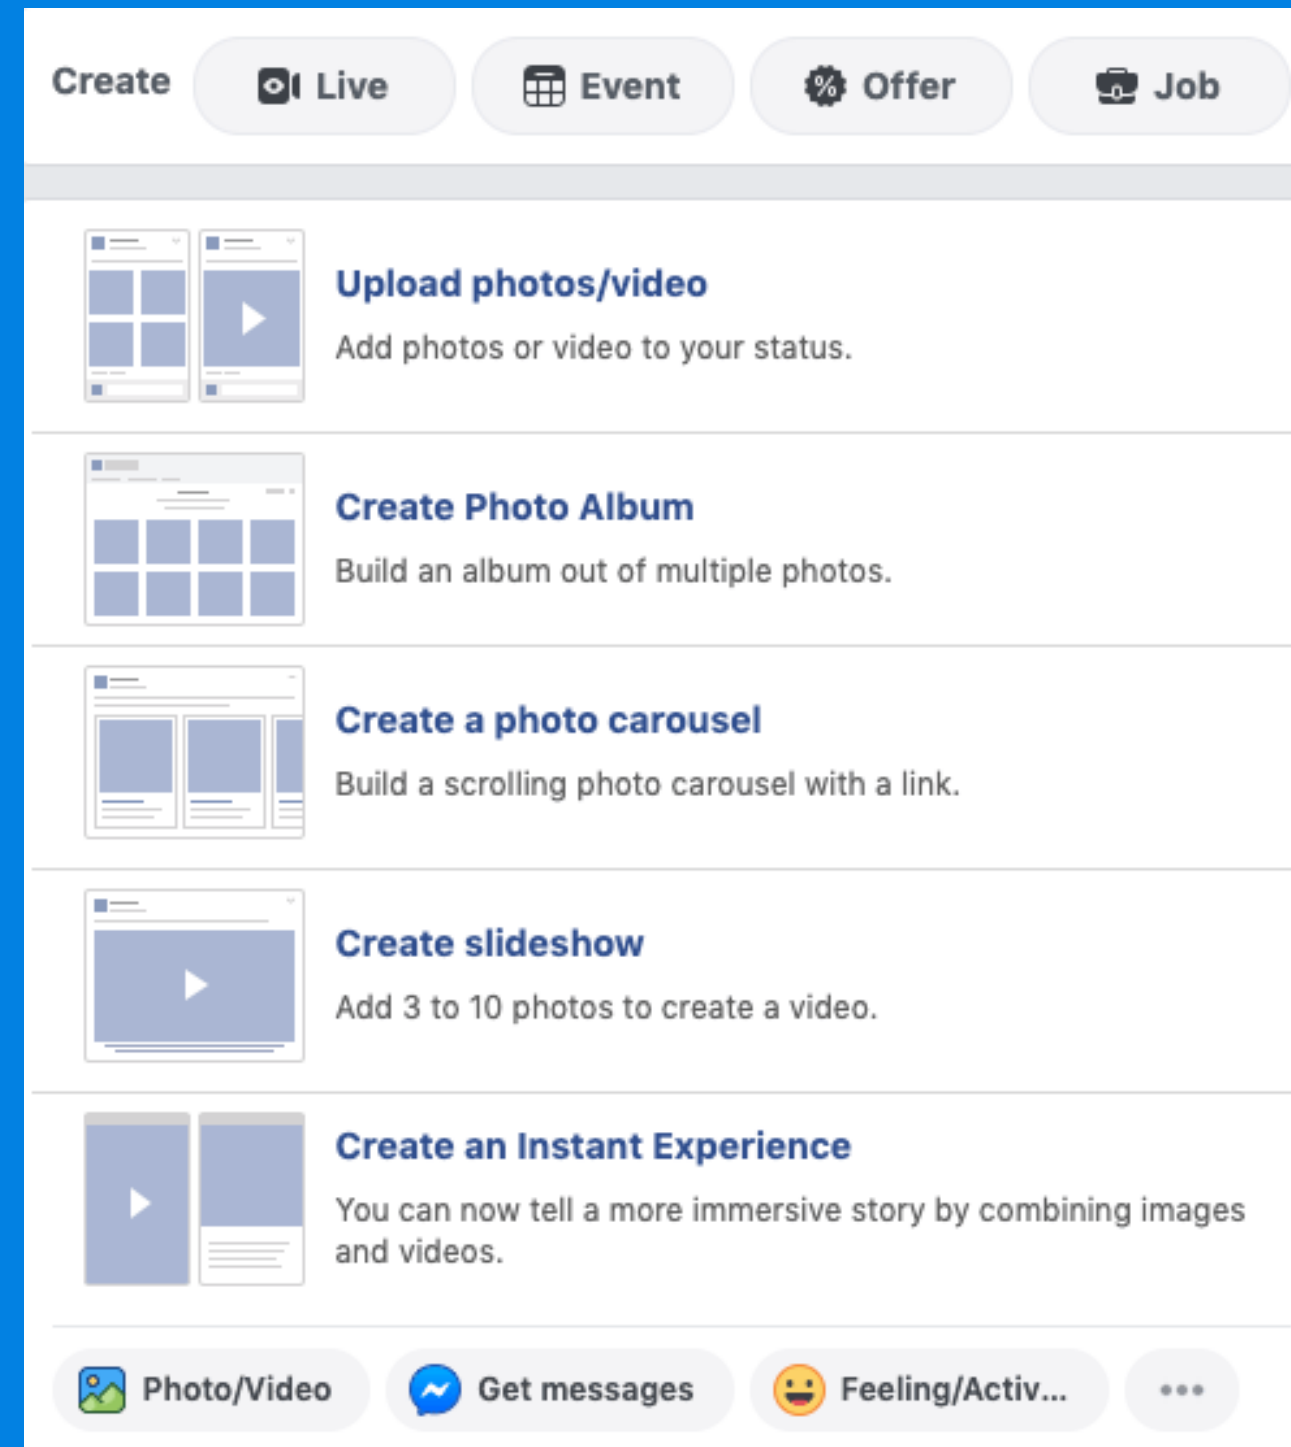 Create Live Event Offer Job
Upload photos/video
Add photos or video to your status.
Create Photo Album
Build an album out of multiple photos.
Create a photo carousel
Build a scrolling photo carousel with a link.
Create slideshow
Add 3 to 10 photos to create a video.
Create an Instant Experience
You can now tell a more immersive story by combining images
and videos.
Photo/Video Get messages Feeling/Activ...